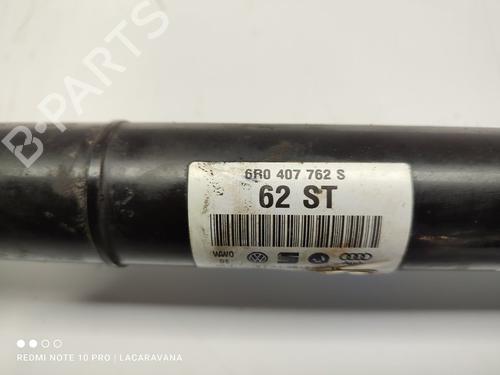 B-PARTS
6R0 407 762 S
62 ST
REDMI NOTE 10 PRO | LACARAVANA